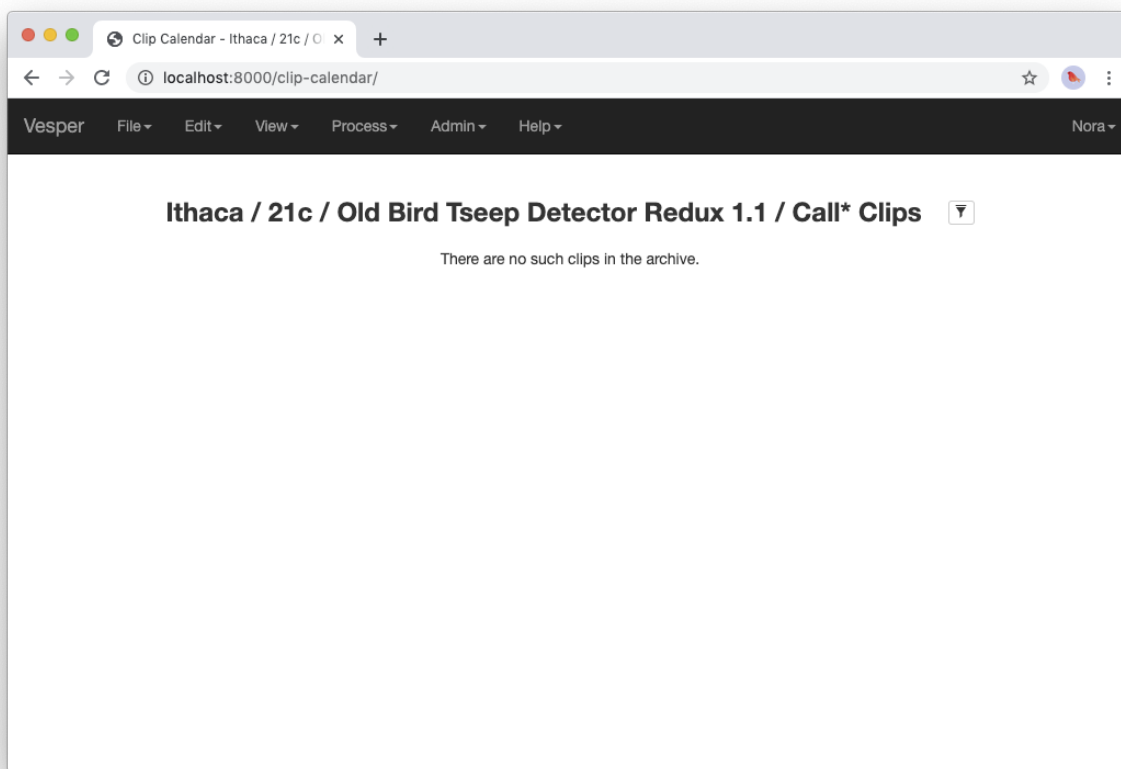 Clip Calendar - Ithaca / 21c / O
localhost:8000/clip-calendar/
Vesper File Edit View Process Admin Help Nora
Ithaca / 21c / Old Bird Tseep Detector Redux 1.1 / Call* Clips
There are no such clips in the archive.